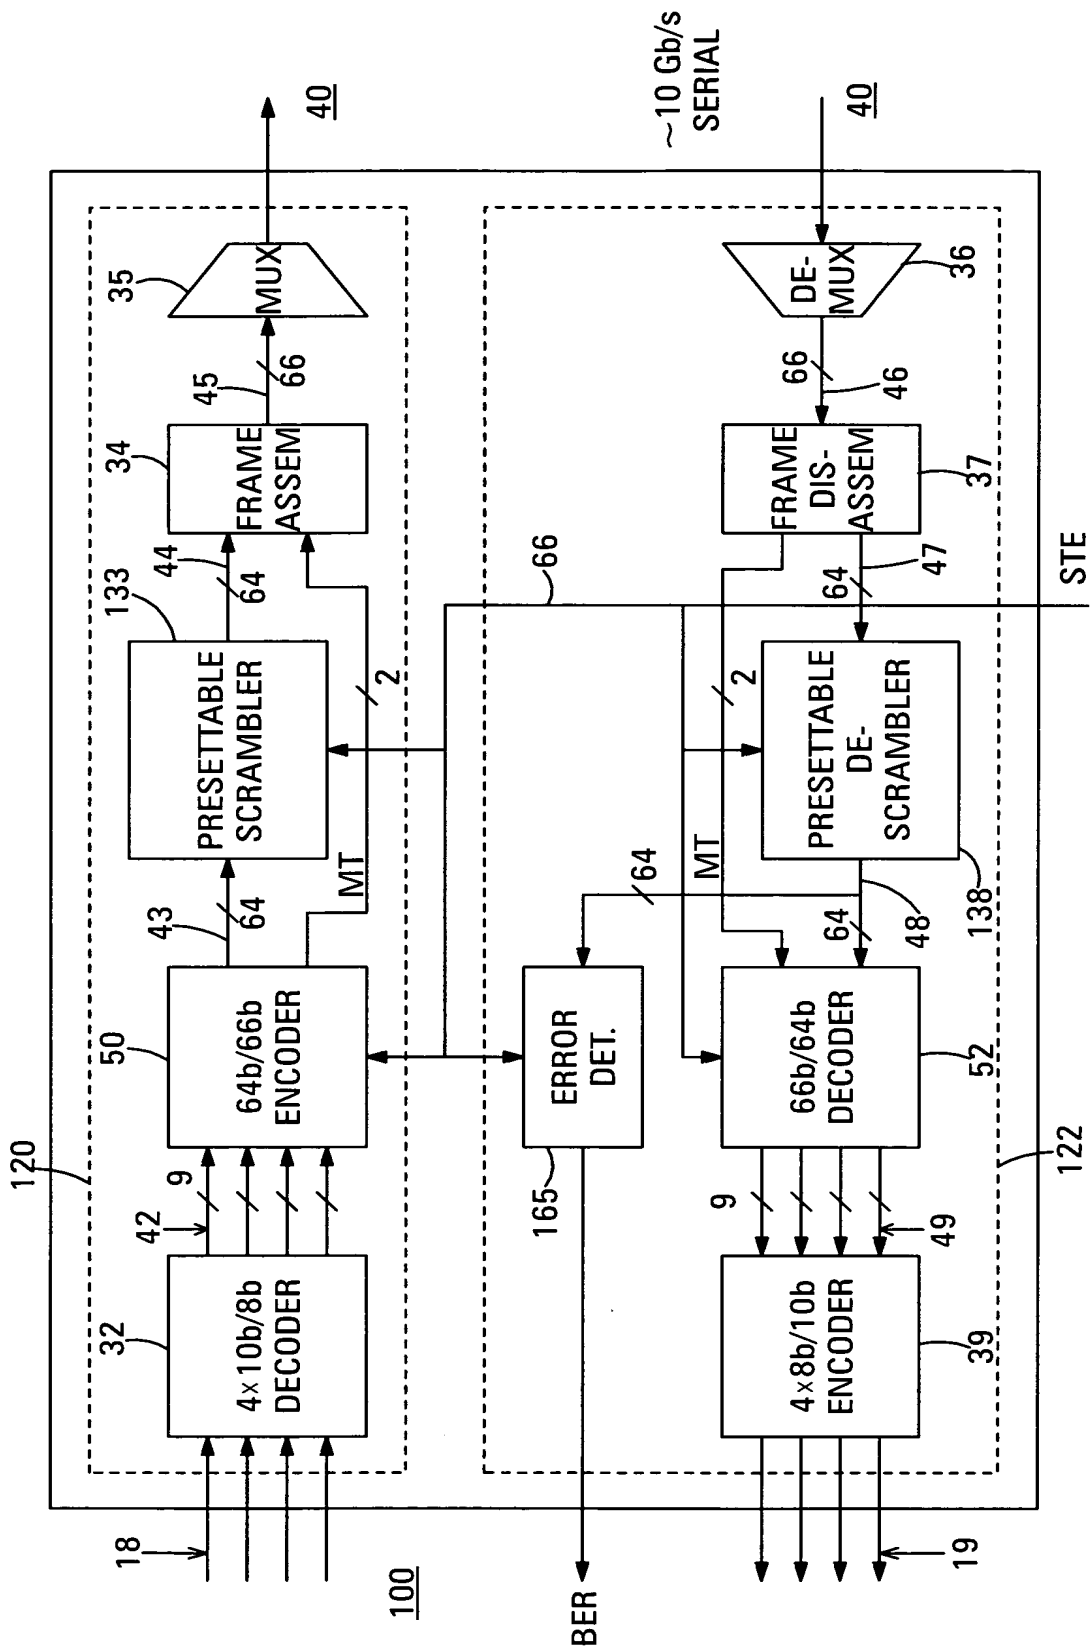 120
122
100
18
32
4×10b/8b
DECODER
42
9
50
64b/66b
ENCODER
43
64
MT
133
PRESETTABLE
SCRAMBLER
2
44
64
34
FRAME
ASSEM
45
66
35
MUX
40
BER
165
ERROR
DET.
64
66
STE
19
39
4×8b/10b
ENCODER
9
49
52
66b/64b
DECODER
MT
64
48
138
PRESETTABLE
DE-
SCRAMBLER
2
64
47
37
FRAME
DIS-
ASSEM
66
46
36
DE-
MUX
40
~10 Gb/s
SERIAL